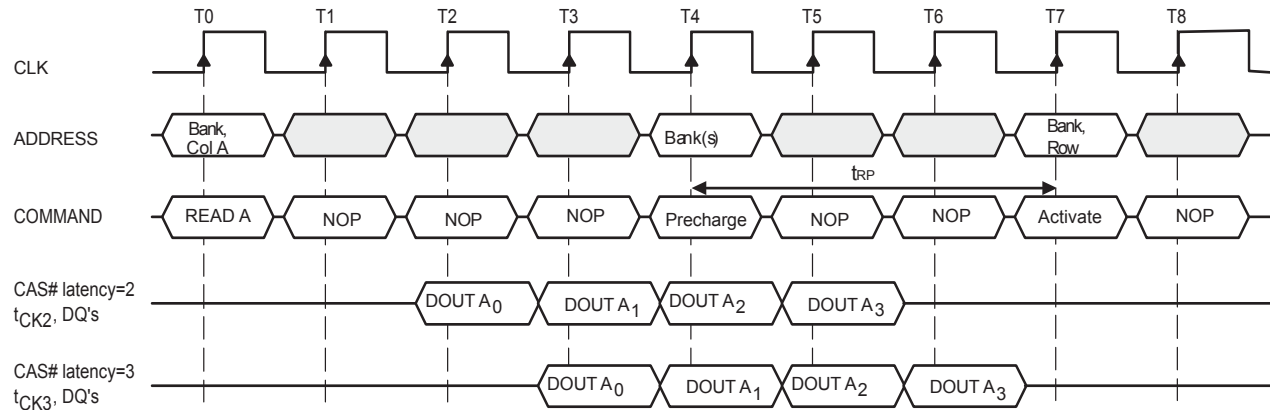 T0 T1 T2 T3 T4 T5 T6 T7 T8
CLK
ADDRESS
Bank,
Col A
Bank(s)
Bank,
Row
tRP
COMMAND
READ A NOP NOP NOP Precharge NOP NOP Activate NOP
CAS# latency=2
tCK2, DQ's
DOUT A0 DOUT A1 DOUT A2 DOUT A3
CAS# latency=3
tCK3, DQ's
DOUT A0 DOUT A1 DOUT A2 DOUT A3